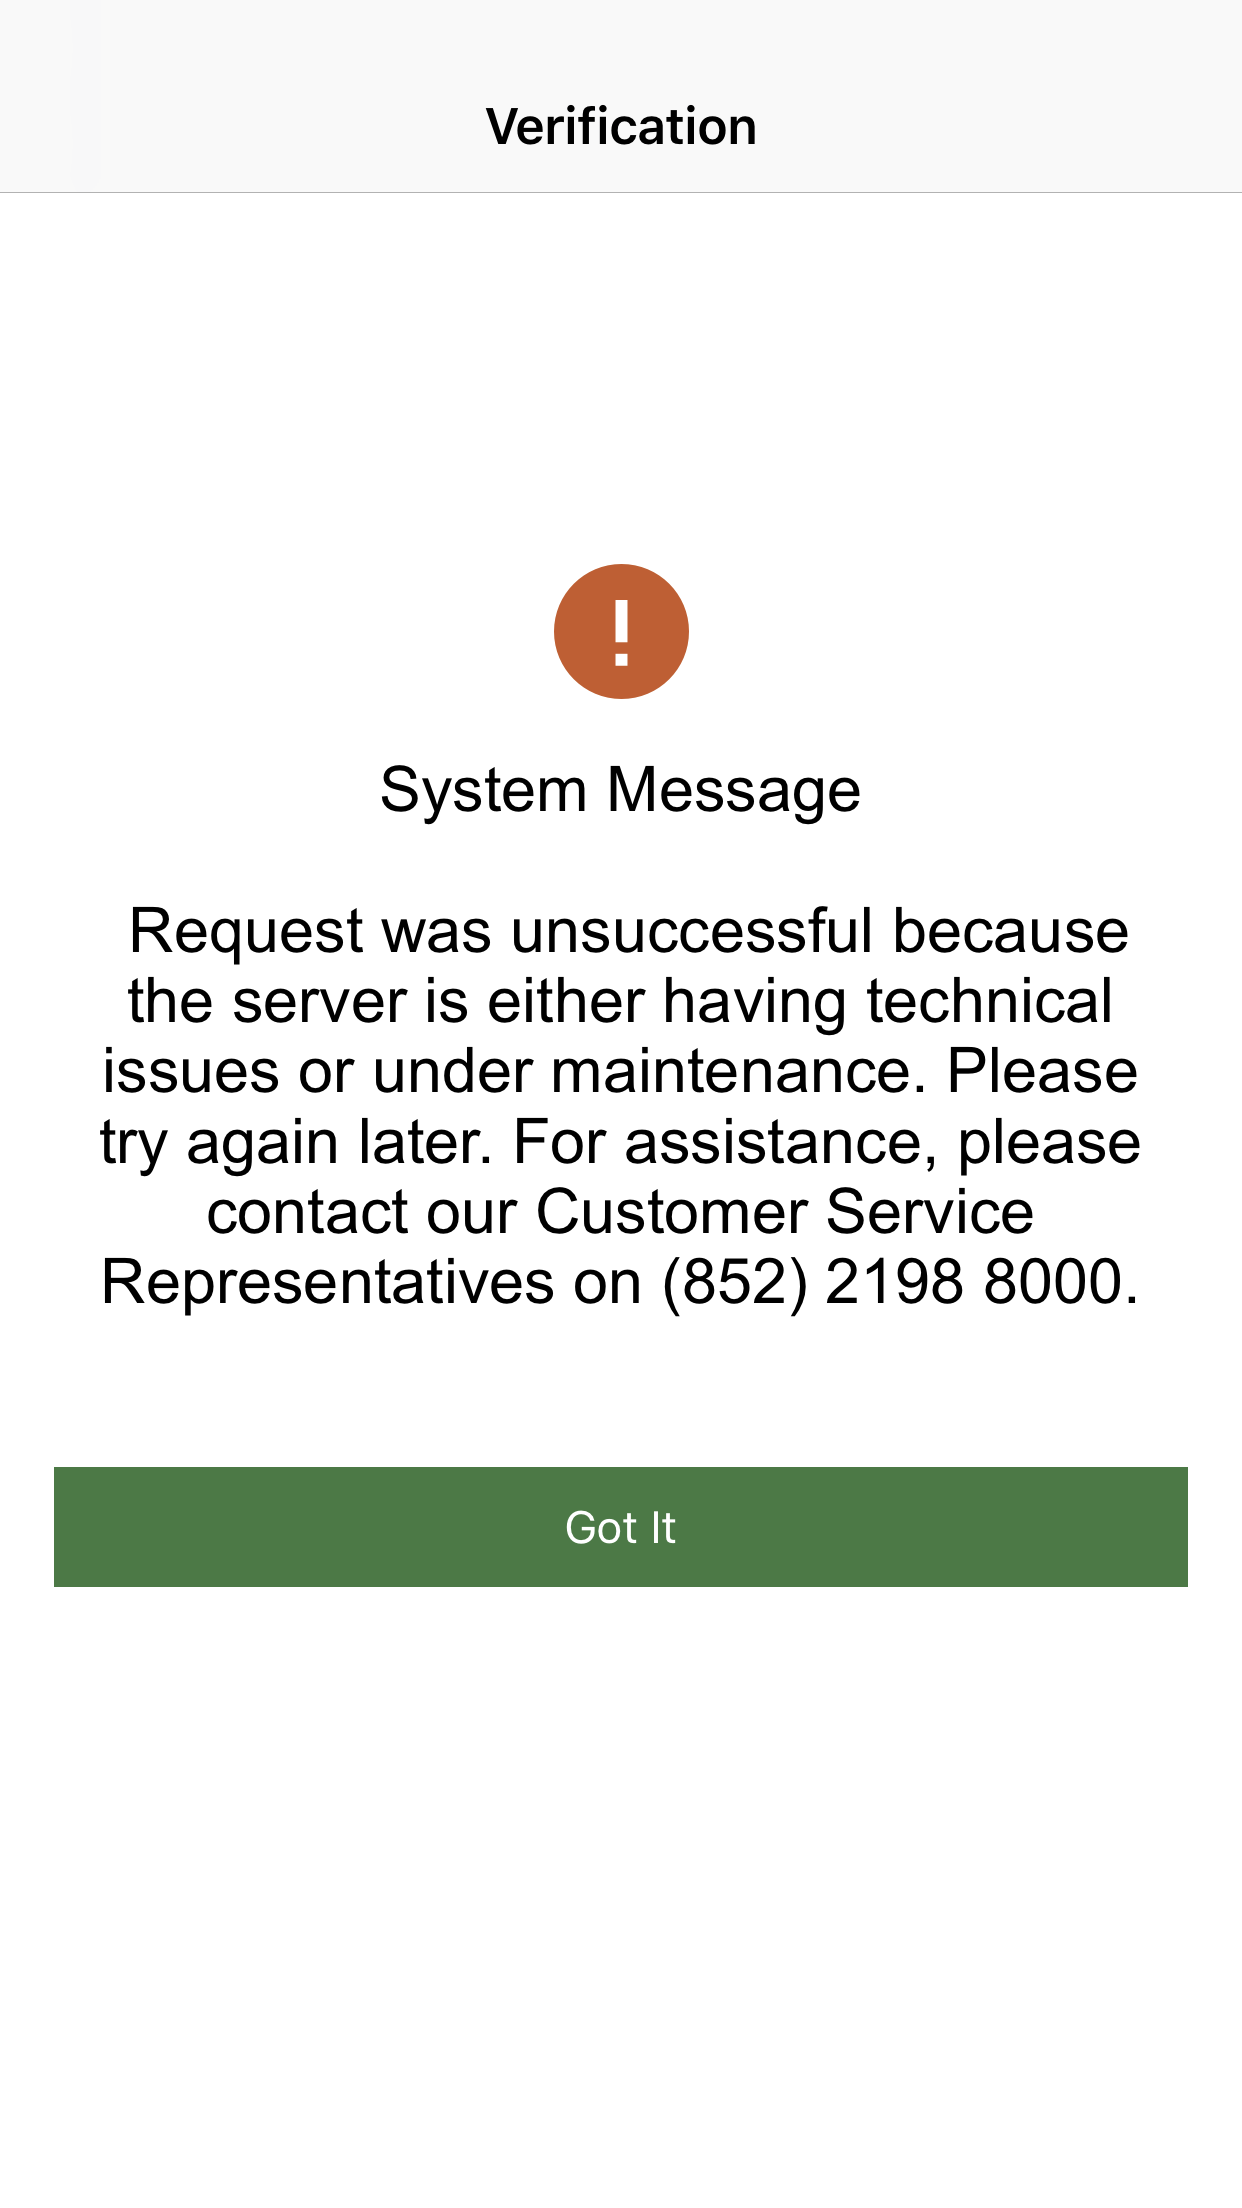 Verification
!
System Message
Request was unsuccessful because
the server is either having technical
issues or under maintenance. Please
try again later. For assistance, please
contact our Customer Service
Representatives on (852) 2198 8000.
Got It